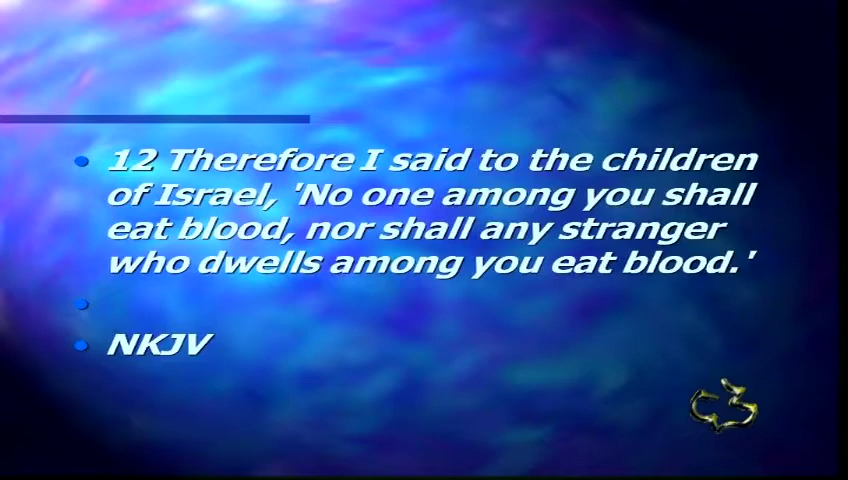 12 Therefore I said to the children
of Israel, 'No one among you shall
eat blood, nor shall any stranger
who dwells among you eat blood.'
NKJV
C3